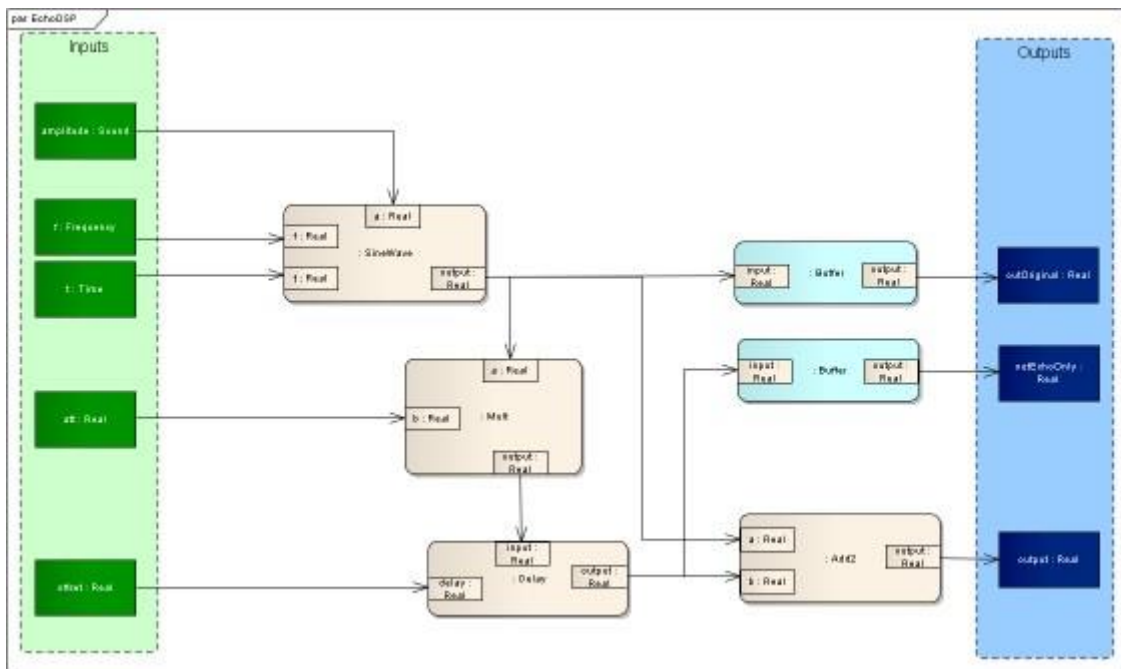 par EchoDSP
Inputs
Outputs
amplitude : Sound
f : Frequency
t : Time
att : Real
offset : Real
a : Real
f : Real
t : Real
: SineWave
output :
Real
a : Real
b : Real
: Mult
output :
Real
input :
Real
delay :
Real
: Delay
output :
Real
input :
Real
: Buffer
output :
Real
input :
Real
: Buffer
output :
Real
a : Real
b : Real
: Add2
output :
Real
outOriginal : Real
Real
output : Real